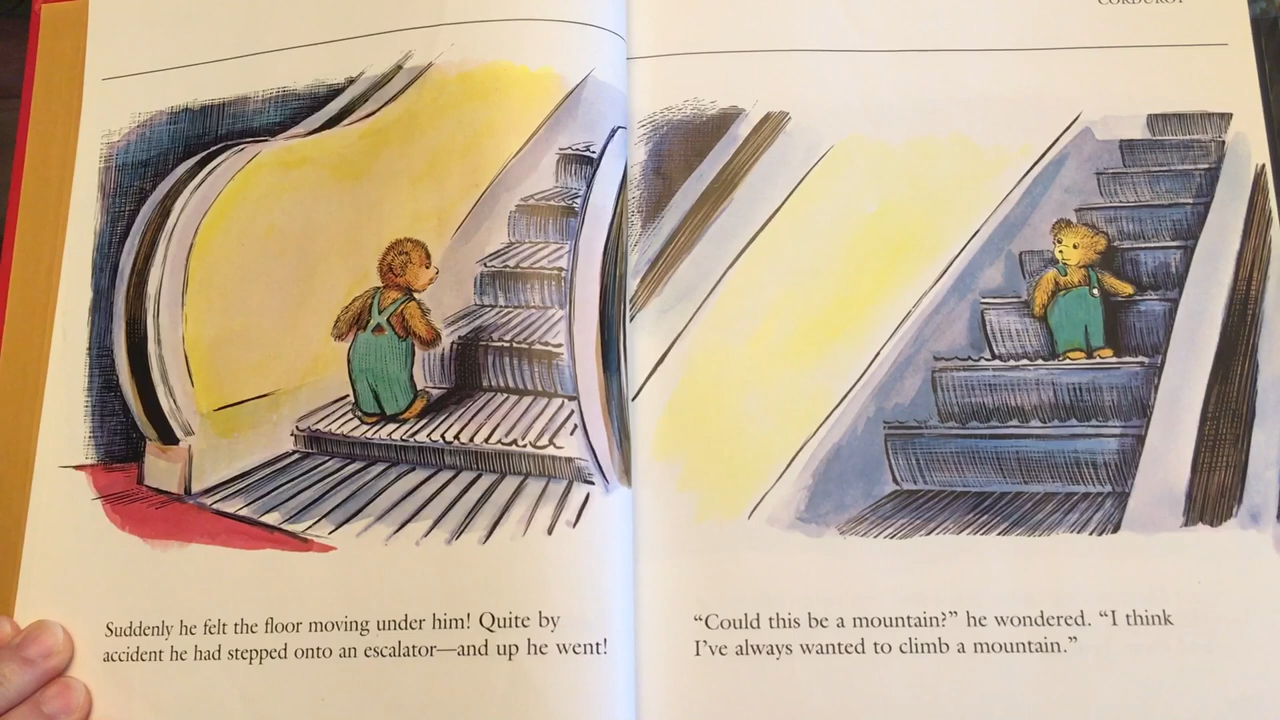 CORDUROY
Suddenly he felt the floor moving under him! Quite by
accident he had stepped onto an escalator—and up he went!
“Could this be a mountain?” he wondered. “I think
I’ve always wanted to climb a mountain.”